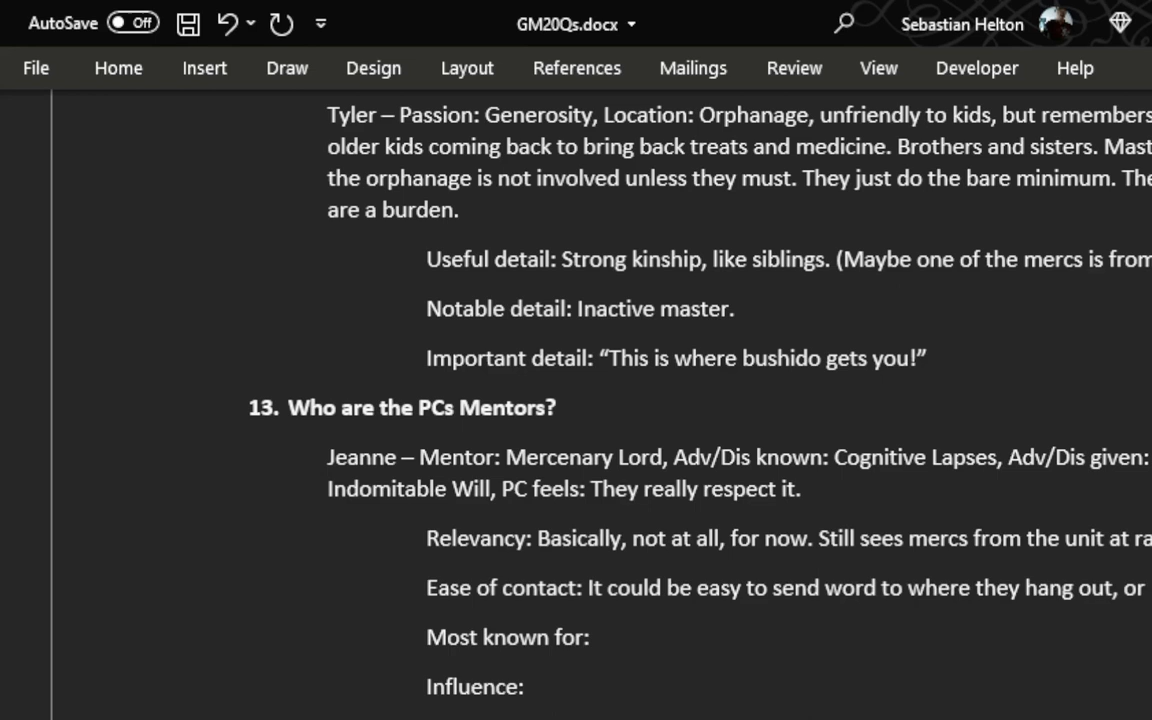 AutoSave Off GM20Qs.docx Sebastian Helton
File Home Insert Draw Design Layout References Mailings Review View Developer Help
Tyler – Passion: Generosity, Location: Orphanage, unfriendly to kids, but remembers
older kids coming back to bring back treats and medicine. Brothers and sisters.
the orphanage is not involved unless they must. They just do the bare minimum.
are a burden.
Useful detail: Strong kinship, like siblings. (Maybe one of the mercs is from
Notable detail: Inactive master.
Important detail: “This is where bushido gets you!”
13. Who are the PCs Mentors?
Jeanne – Mentor: Mercenary Lord, Adv/Dis known: Cognitive Lapses, Adv/Dis given:
Indomitable Will, PC feels: They really respect it.
Relevancy: Basically, not at all, for now. Still sees mercs from the unit at
Ease of contact: It could be easy to send word to where they hang out, or
Most known for:
Influence: